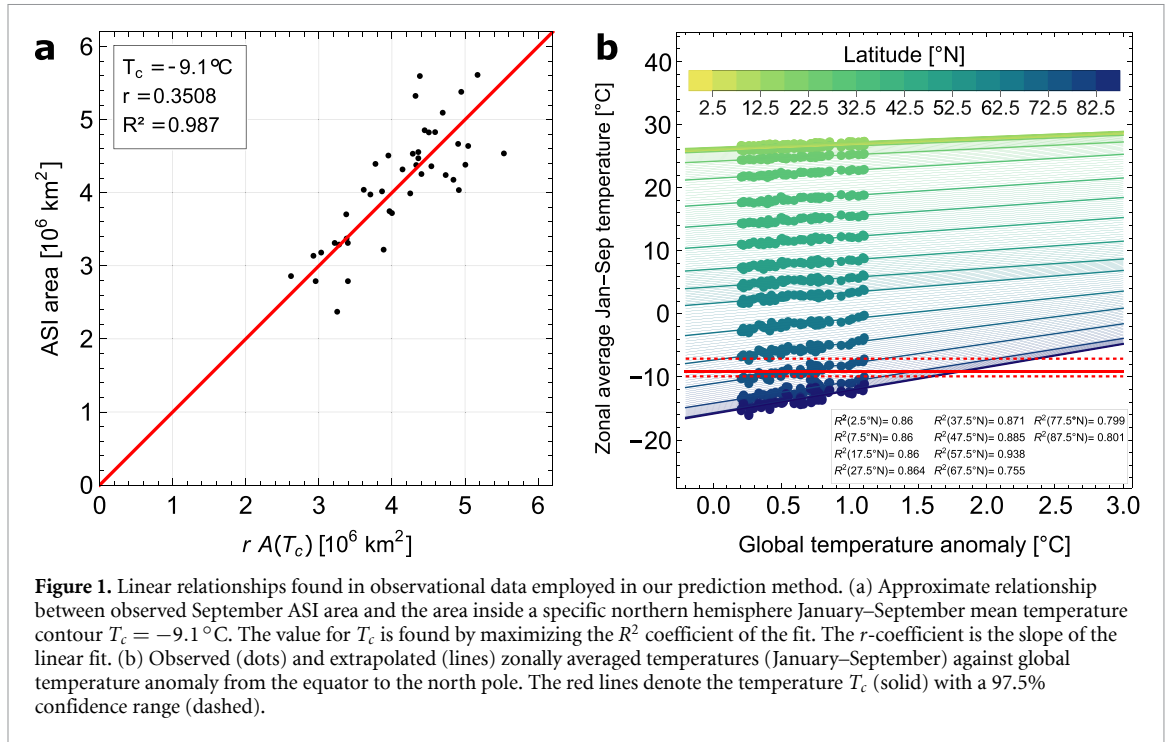 a
T_c = -9.1ºC
r = 0.3508
R² = 0.987
6
5
4
3
2
1
0
ASI area [10⁶ km²]
0 1 2 3 4 5 6
r A(T_c) [10⁶ km²]
b
Latitude [°N]
2.5 12.5 22.5 32.5 42.5 52.5 62.5 72.5 82.5
40
30
20
10
0
−10
−20
Zonal average Jan−Sep temperature [°C]
R²(2.5°N)= 0.86 R²(37.5°N)= 0.871 R²(77.5°N)= 0.799
R²(7.5°N)= 0.86 R²(47.5°N)= 0.885 R²(87.5°N)= 0.801
R²(17.5°N)= 0.86 R²(57.5°N)= 0.938
R²(27.5°N)= 0.864 R²(67.5°N)= 0.755
0.0 0.5 1.0 1.5 2.0 2.5 3.0
Global temperature anomaly [°C]
Figure 1. Linear relationships found in observational data employed in our prediction method. (a) Approximate relationship
between observed September ASI area and the area inside a specific northern hemisphere January–September mean temperature
contour T_c = −9.1 °C. The value for T_c is found by maximizing the R² coefficient of the fit. The r-coefficient is the slope of the
linear fit. (b) Observed (dots) and extrapolated (lines) zonally averaged temperatures (January–September) against global
temperature anomaly from the equator to the north pole. The red lines denote the temperature T_c (solid) with a 97.5%
confidence range (dashed).